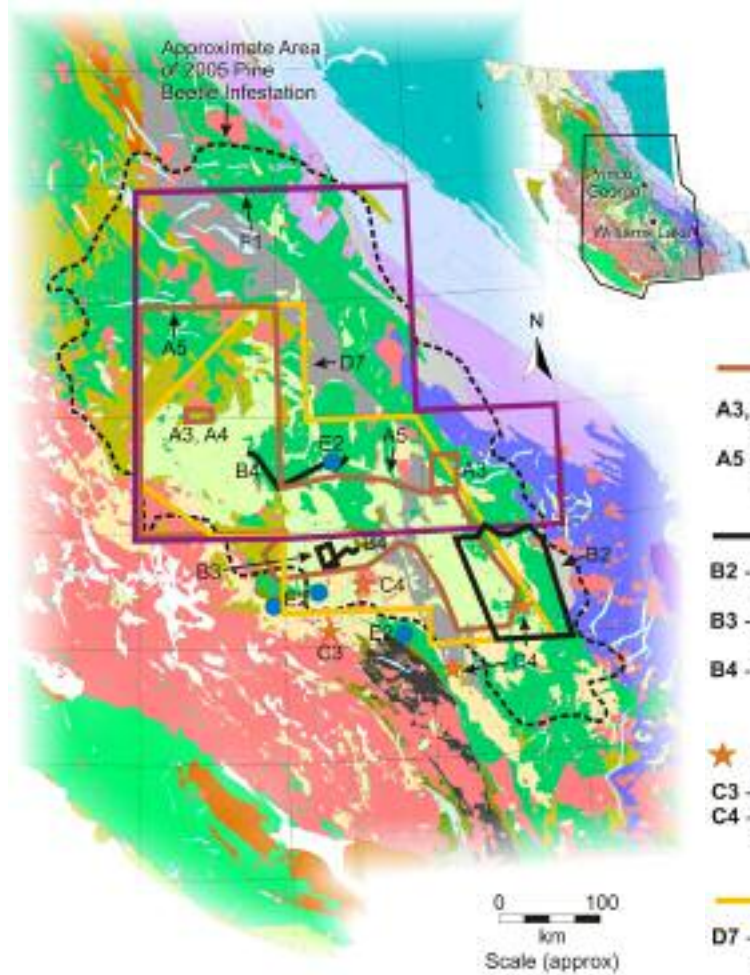 Approximate Area
of 2005 Pine
Beetle Infestation
Prince
George
Williams Lake
N
F1
A5
D7
A3, A4
E2
A5
B4
A3
B4
B2
B3
C4
E2
C3
C4
A3,
A5
B2 -
B3 -
B4 -
C3 -
C4 -
D7 -
0 100
km
Scale (approx)